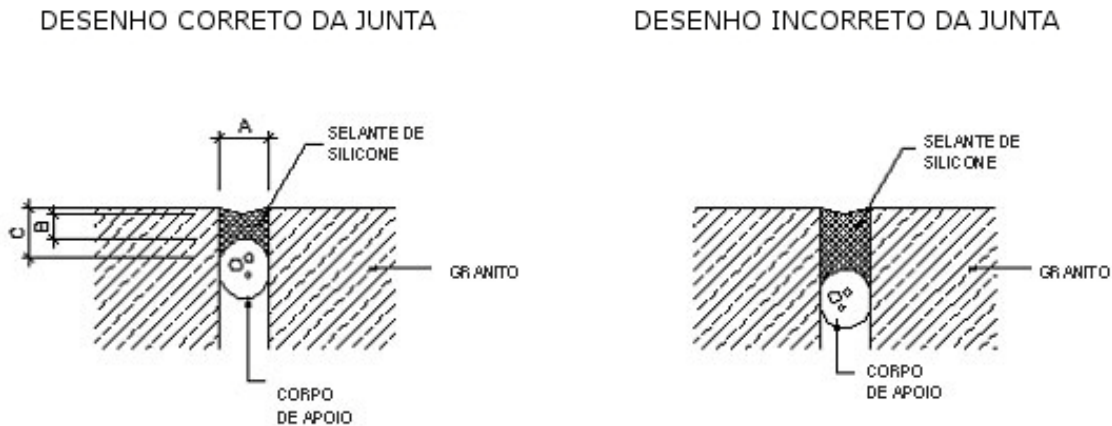 DESENHO CORRETO DA JUNTA
A
SELANTE DE
SILICONE
C
B
GRANITO
CORPO
DE APOIO
DESENHO INCORRETO DA JUNTA
SELANTE DE
SILICONE
GRANITO
CORPO
DE APOIO